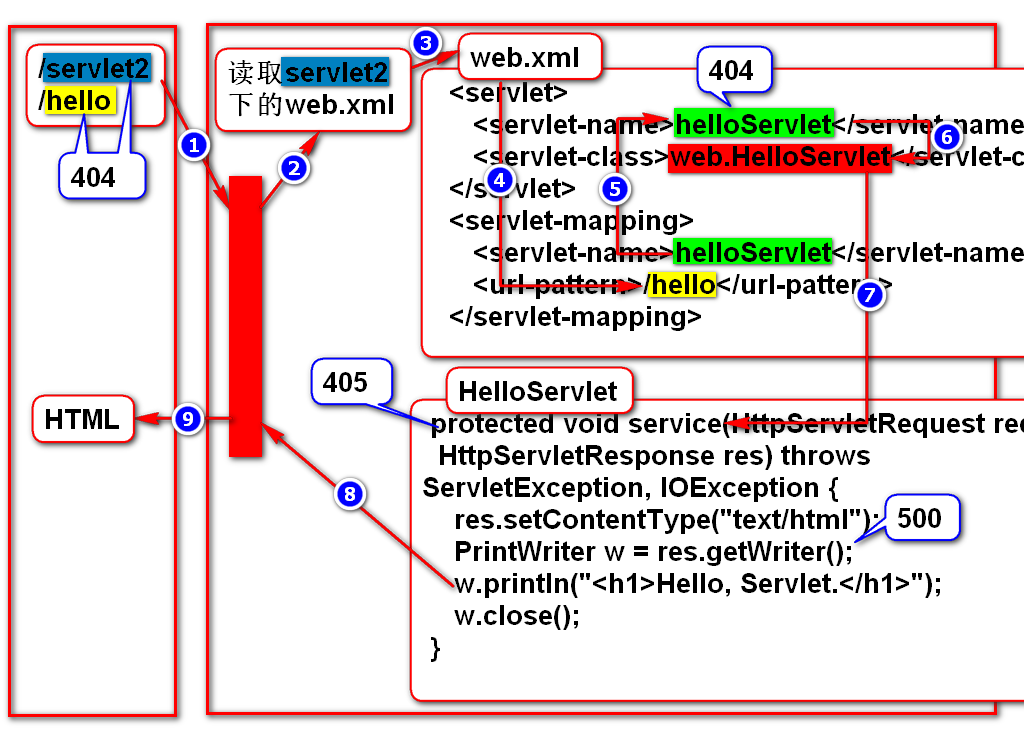 /servlet2
/hello
404
1
2
读取servlet2
下的web.xml
3
web.xml
404
<servlet>
<servlet-name>helloServlet</servlet-name
6
<servlet-class>web.HelloServlet</servlet-c
4
5
</servlet>
<servlet-mapping>
<servlet-name>helloServlet</servlet-name
<url-pattern>/hello</url-pattern>
7
</servlet-mapping>
405
HelloServlet
protected void service(HttpServletRequest req
HttpServletResponse res) throws
ServletException, IOException {
res.setContentType("text/html");
500
PrintWriter w = res.getWriter();
w.println("<h1>Hello, Servlet.</h1>");
w.close();
}
8
9
HTML